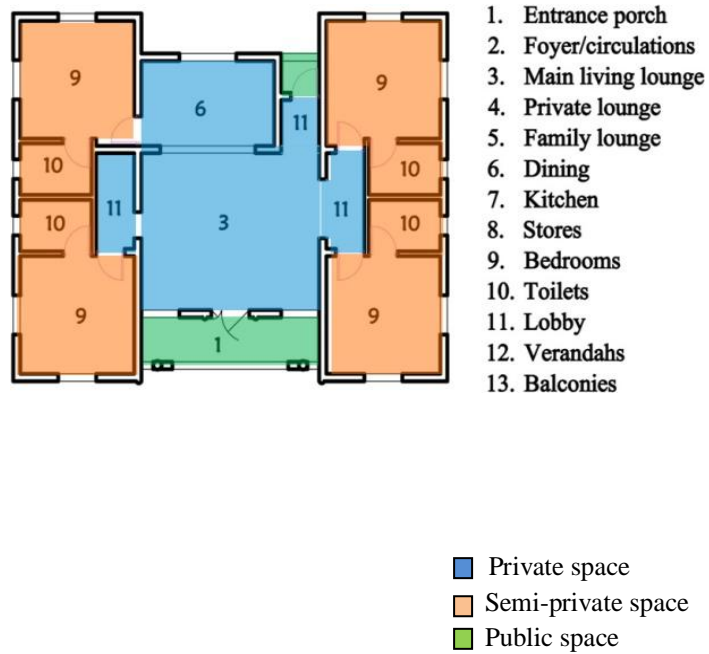 1. Entrance porch
2. Foyer/circulations
3. Main living lounge
4. Private lounge
5. Family lounge
6. Dining
7. Kitchen
8. Stores
9. Bedrooms
10. Toilets
11. Lobby
12. Verandahs
13. Balconies
9
9
6
11
10
10
11
3
11
10
10
9
9
1
Private space
Semi-private space
Public space